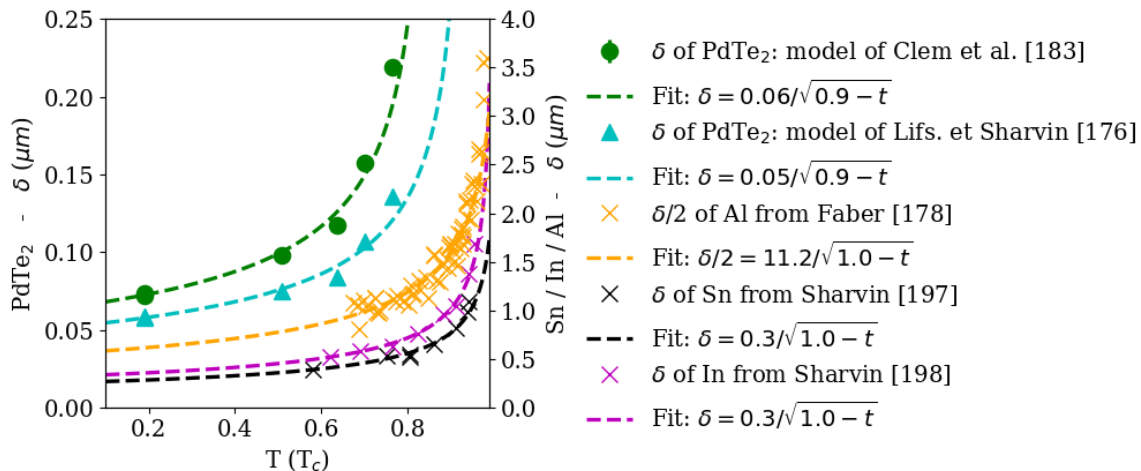 PdTe₂ - δ (μm)
0.25
0.20
0.15
0.10
0.05
0.00
0.2
0.4
0.6
0.8
T (T_c)
4.0
3.5
3.0
2.5
2.0
1.5
1.0
0.5
0.0
Sn / In / Al - δ (μm)
δ of PdTe₂: model of Clem et al. [183]
Fit: δ = 0.06/√0.9 − t
δ of PdTe₂: model of Lifs. et Sharvin [176]
Fit: δ = 0.05/√0.9 − t
δ/2 of Al from Faber [178]
Fit: δ/2 = 11.2/√1.0 − t
δ of Sn from Sharvin [197]
Fit: δ = 0.3/√1.0 − t
δ of In from Sharvin [198]
Fit: δ = 0.3/√1.0 − t